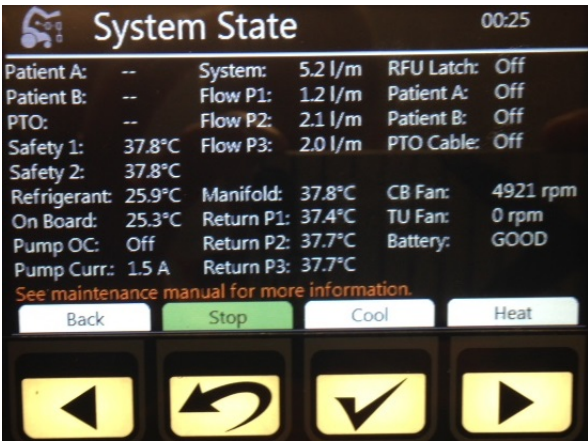 System State 00:25
Patient A: -- System: 5.2 l/m RFU Latch: Off
Patient B: -- Flow P1: 1.2 l/m Patient A: Off
PTO: -- Flow P2: 2.1 l/m Patient B: Off
Safety 1: 37.8°C Flow P3: 2.0 l/m PTO Cable: Off
Safety 2: 37.8°C
Refrigerant: 25.9°C Manifold: 37.8°C CB Fan: 4921 rpm
On Board: 25.3°C Return P1: 37.4°C TU Fan: 0 rpm
Pump OC: Off Return P2: 37.7°C Battery: GOOD
Pump Curr.: 1.5 A Return P3: 37.7°C
See maintenance manual for more information.
Back Stop Cool Heat